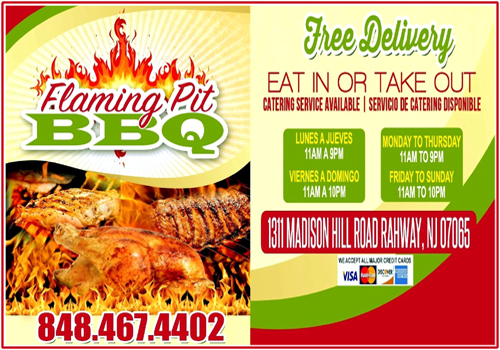 Flaming Pit
BBQ
848.467.4402
Free Delivery
EAT IN OR TAKE OUT
CATERING SERVICE AVAILABLE | SERVICIO DE CATERING DISPONIBLE
LUNES A JUEVES
11AM A 9PM
VIERNES A DOMINGO
11AM A 10PM
MONDAY TO THURSDAY
11AM TO 9PM
FRIDAY TO SUNDAY
11AM TO 10PM
1311 MADISON HILL ROAD RAHWAY, NJ 07065
WE ACCEPT ALL MAJOR CREDIT CARDS
VISA MasterCard DISCOVER